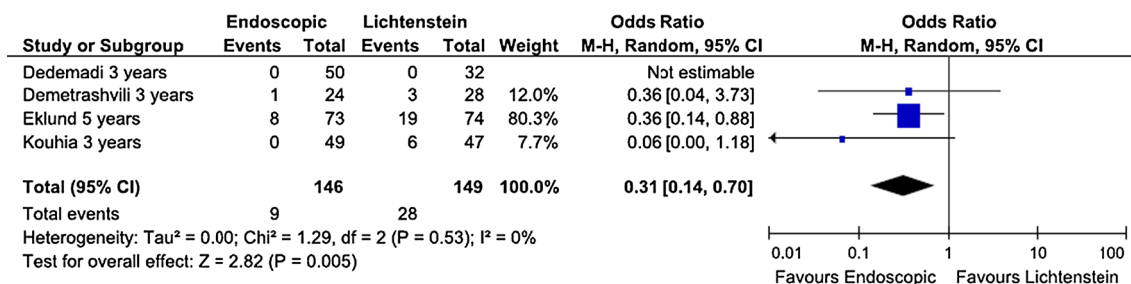 Endoscopic Lichtenstein Odds Ratio Odds Ratio
Study or Subgroup Events Total Events Total Weight M-H, Random, 95% CI M-H, Random, 95% CI
Dedemadi 3 years 0 50 0 32 Not estimable
Demetrashvili 3 years 1 24 3 28 12.0% 0.36 [0.04, 3.73]
Eklund 5 years 8 73 19 74 80.3% 0.36 [0.14, 0.88]
Kouhia 3 years 0 49 6 47 7.7% 0.06 [0.00, 1.18]
Total (95% CI) 146 149 100.0% 0.31 [0.14, 0.70]
Total events 9 28
Heterogeneity: Tau² = 0.00; Chi² = 1.29, df = 2 (P = 0.53); I² = 0%
Test for overall effect: Z = 2.82 (P = 0.005)
0.01 0.1 1 10 100
Favours Endoscopic Favours Lichtenstein